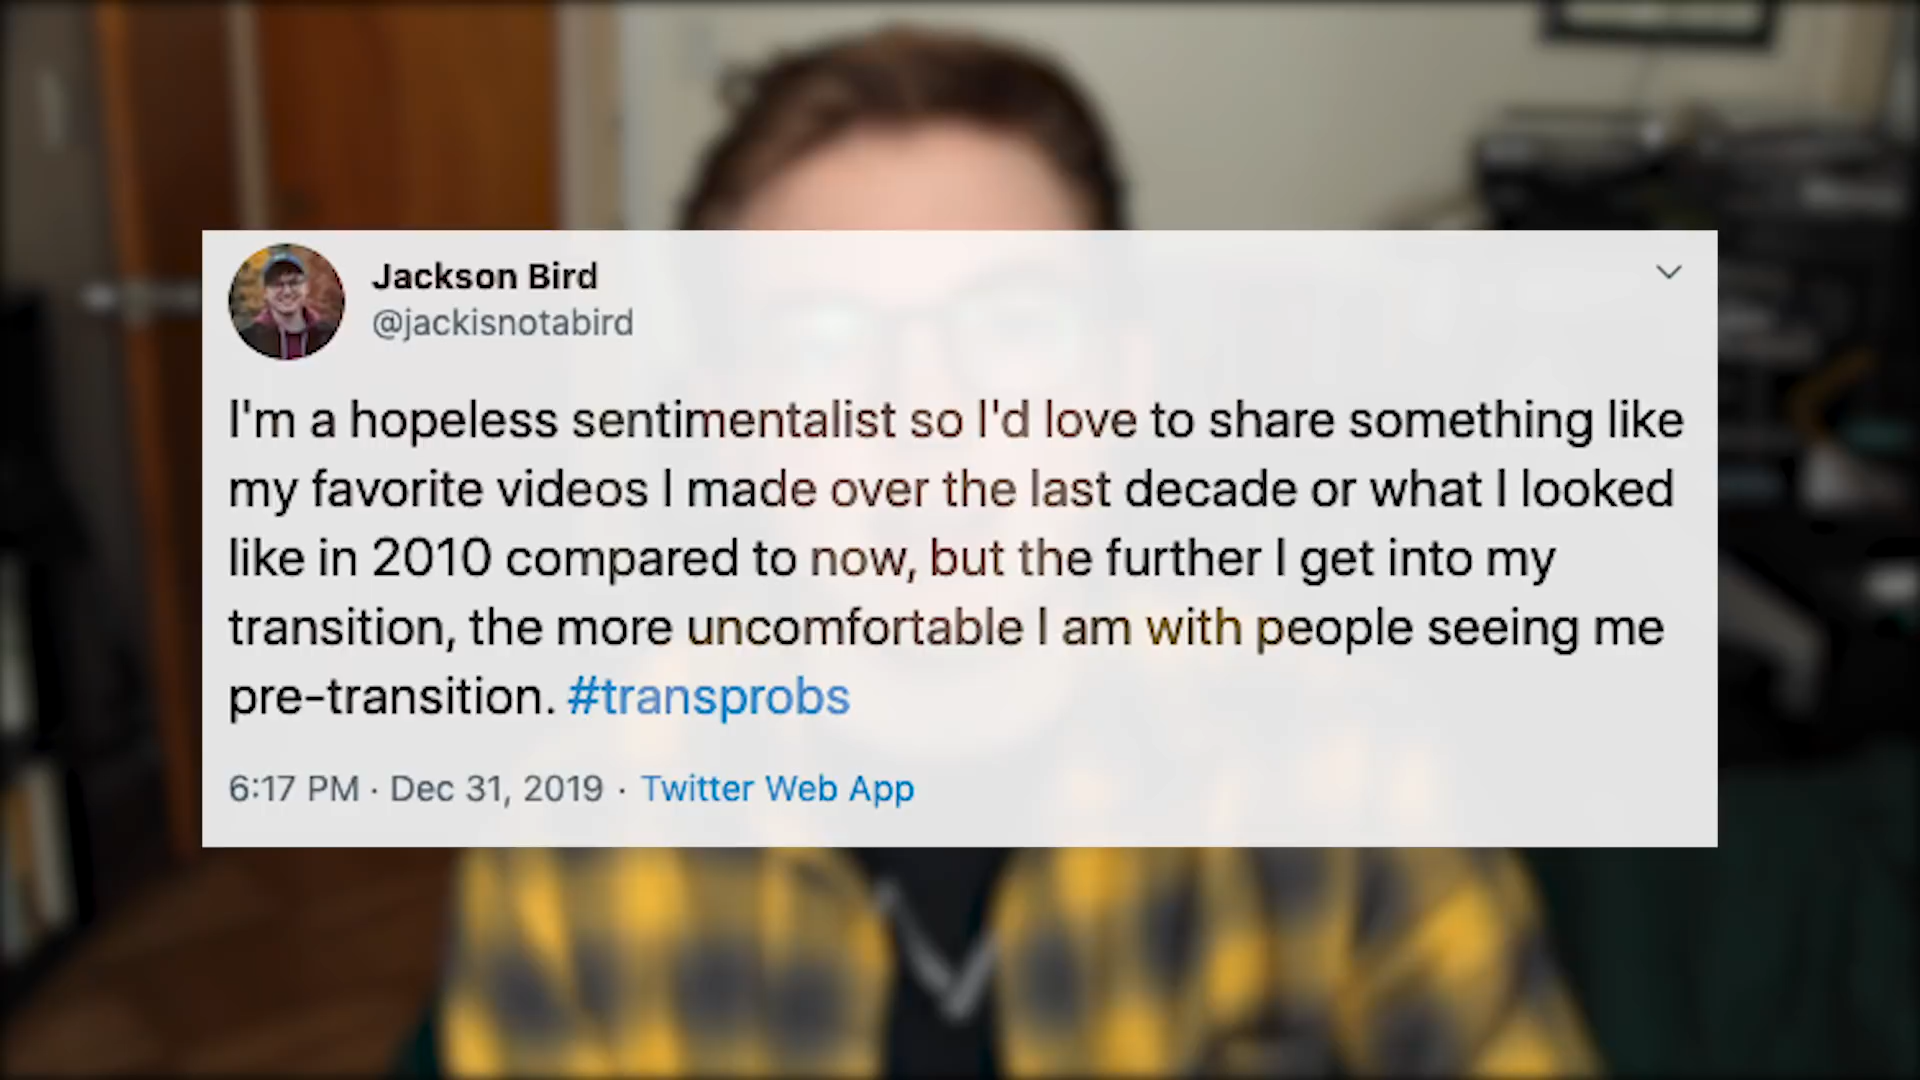 Jackson Bird
@jackisnotabird
I'm a hopeless sentimentalist so I'd love to share something like
my favorite videos I made over the last decade or what I looked
like in 2010 compared to now, but the further I get into my
transition, the more uncomfortable I am with people seeing me
pre-transition. #transprobs
6:17 PM · Dec 31, 2019 · Twitter Web App